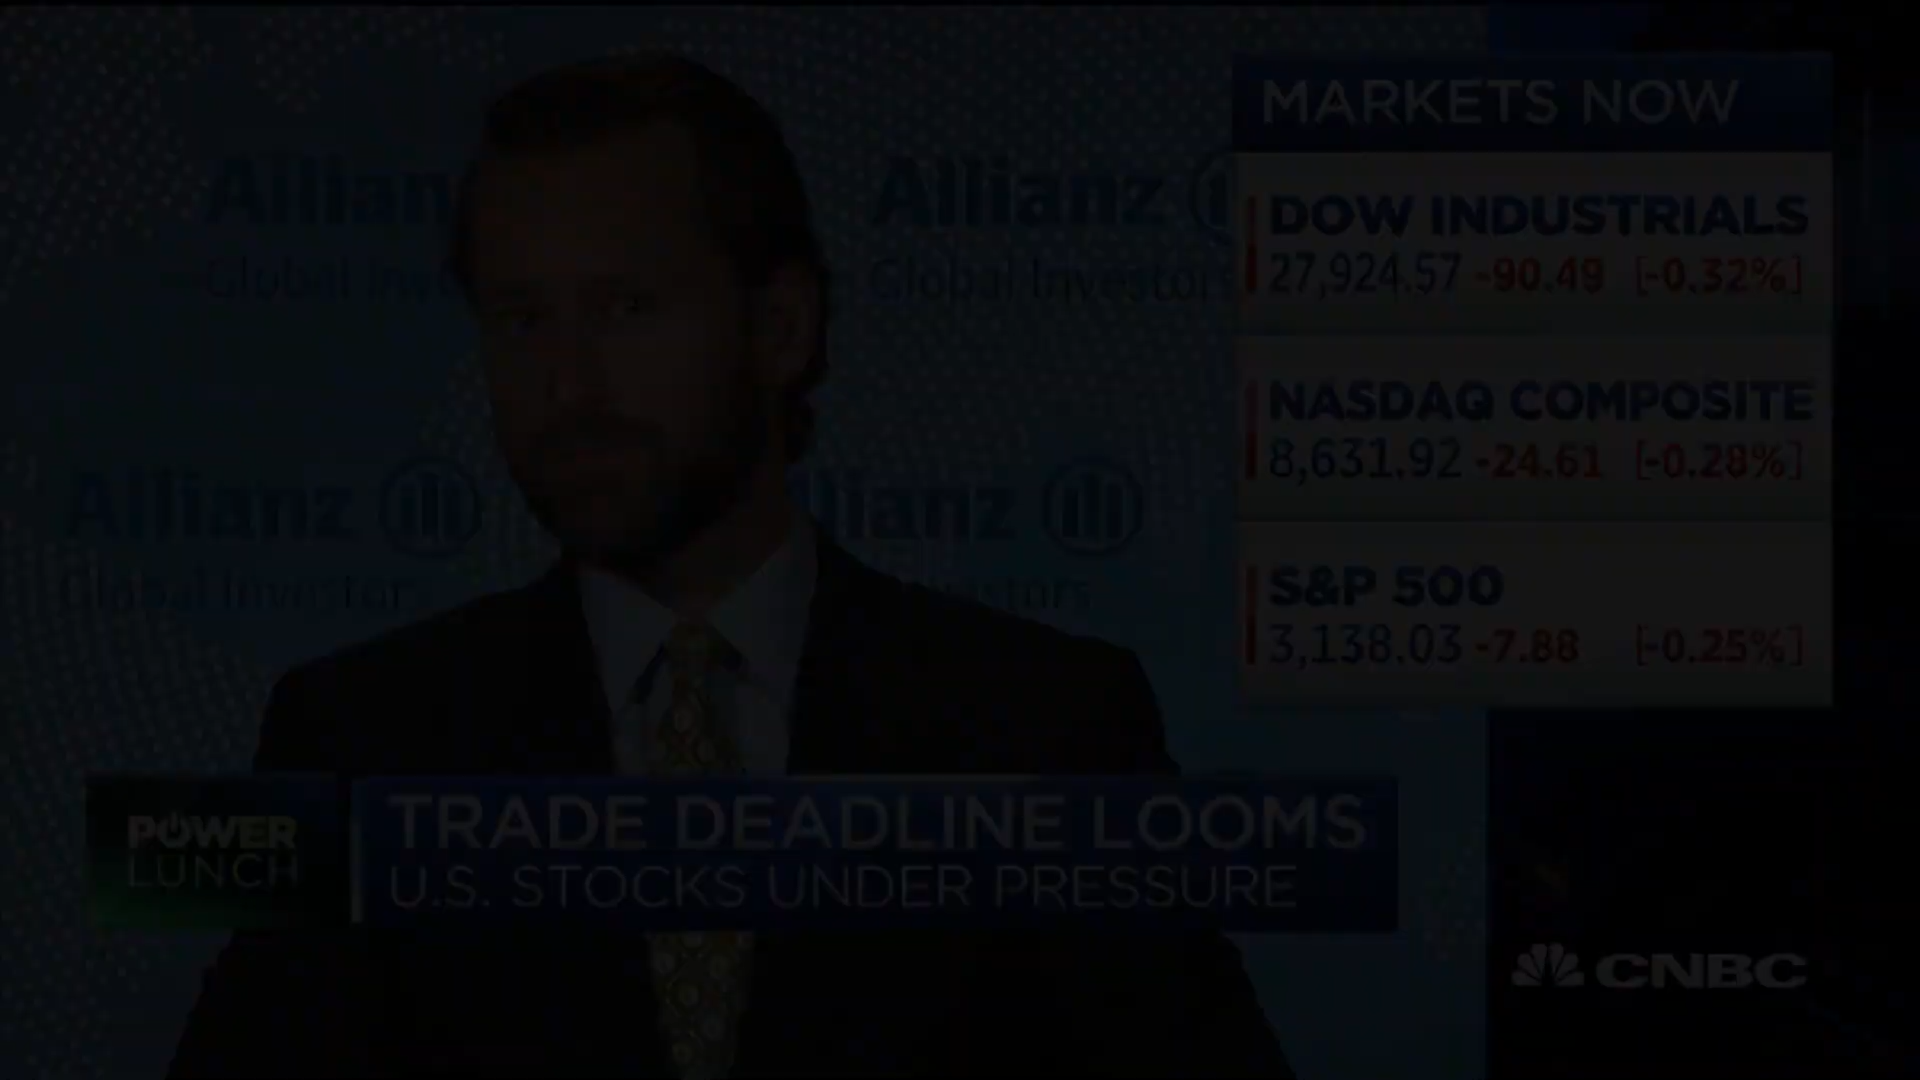 MARKETS NOW
Allianz
Global
Allianz
Global Investors
DOW INDUSTRIALS
27,924.57 -90.49 [-0.32%]
NASDAQ COMPOSITE
8,631.92 -24.61 [-0.28%]
Allianz
Global Investors
S&P 500
3,138.03 -7.88 [-0.25%]
POWER
LUNCH
TRADE DEADLINE LOOMS
U.S. STOCKS UNDER PRESSURE
CNBC